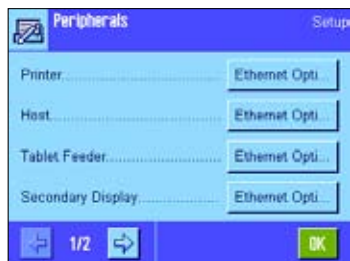 Peripherals Setup
Printer Ethernet Opti...
Host Ethernet Opti...
Tablet Feeder Ethernet Opti...
Secondary Display Ethernet Opti...
1/2 OK